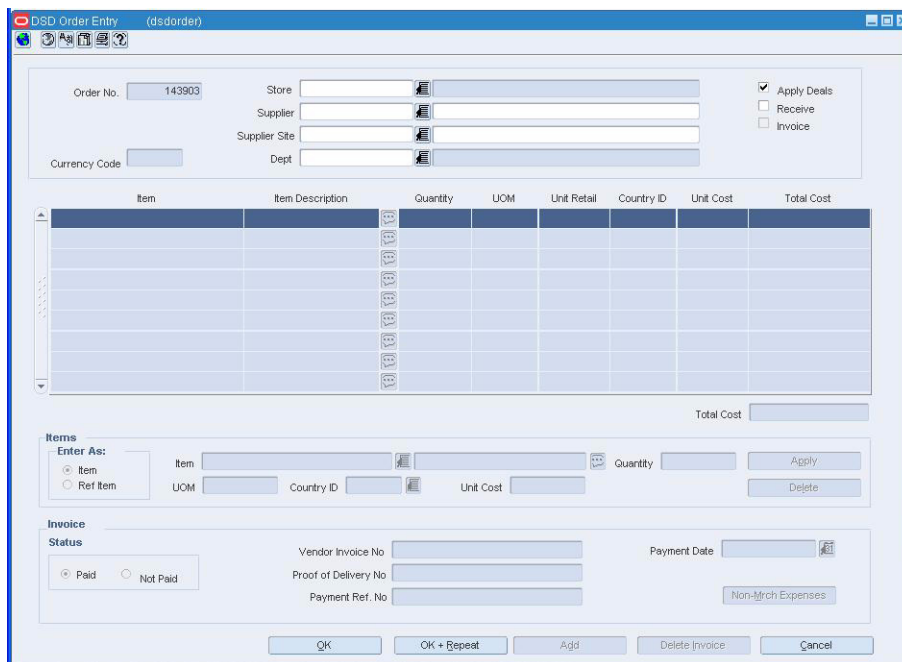 DSD Order Entry (dsdorder)
Order No. 143903 Store Apply Deals
Supplier Receive
Supplier Site Invoice
Currency Code Dept
Item Item Description Quantity UOM Unit Retail Country ID Unit Cost Total Cost
Total Cost
Items
Enter As:
Item Item Quantity Apply
Ref Item UOM Country ID Unit Cost Delete
Invoice
Status
Vendor Invoice No Payment Date
Paid Not Paid Proof of Delivery No
Payment Ref. No Non-Mrch Expenses
OK OK + Repeat Add Delete Invoice Cancel